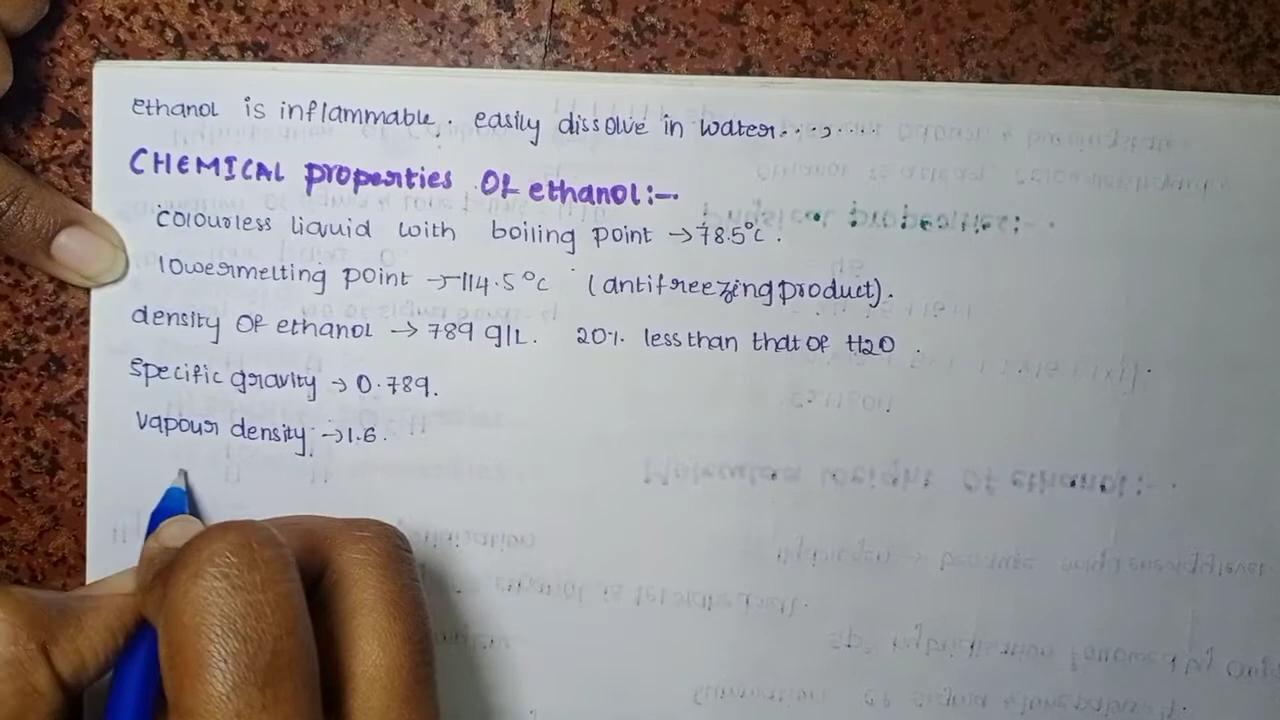 ethanol is inflammable. easily dissolve in water....,....
CHEMICAL properties of ethanol:-
colourless liquid with boiling point → 78.5°c.
lowermelting point → -114.5°c (antifreezing product).
density of ethanol → 789 g/L. 20% less than that of H2O.
specific gravity → 0.789.
vapour density → 1.6.